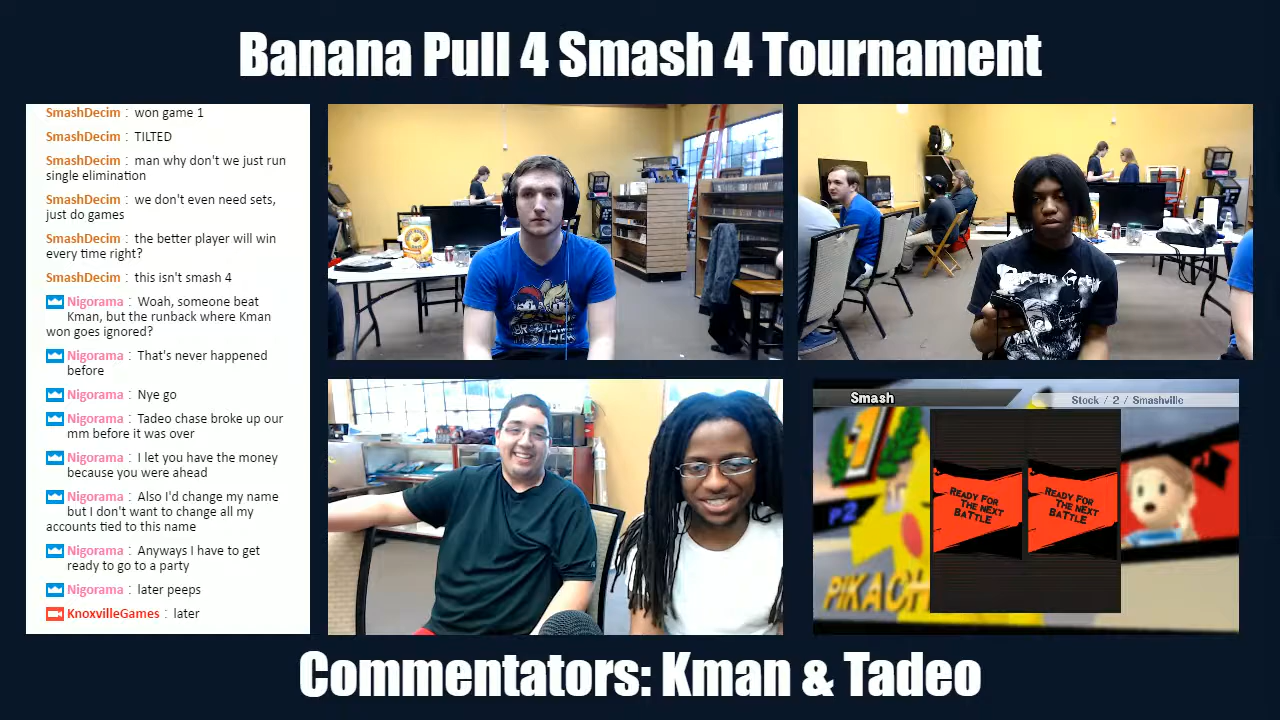 Banana Pull 4 Smash 4 Tournament
SmashDecim : won game 1
SmashDecim : TILTED
SmashDecim : man why don't we just run
single elimination
SmashDecim : we don't even need sets,
just do games
SmashDecim : the better player will win
every time right?
SmashDecim : this isn't smash 4
Nigorama : Woah, someone beat
Kman, but the runback where Kman
won goes ignored?
Nigorama : That's never happened
before
Nigorama : Nye go
Nigorama : Tadeo chase broke up our
mm before it was over
Nigorama : I let you have the money
because you were ahead
Nigorama : Also I'd change my name
but I don't want to change all my
accounts tied to this name
Nigorama : Anyways I have to get
ready to go to a party
Nigorama : later peeps
KnoxvilleGames : later
Smash
Stock / 2 / Smashville
1
P2
PIKACH
READY FOR
THE NEXT
BATTLE
READY FOR
THE NEXT
BATTLE
Commentators: Kman & Tadeo